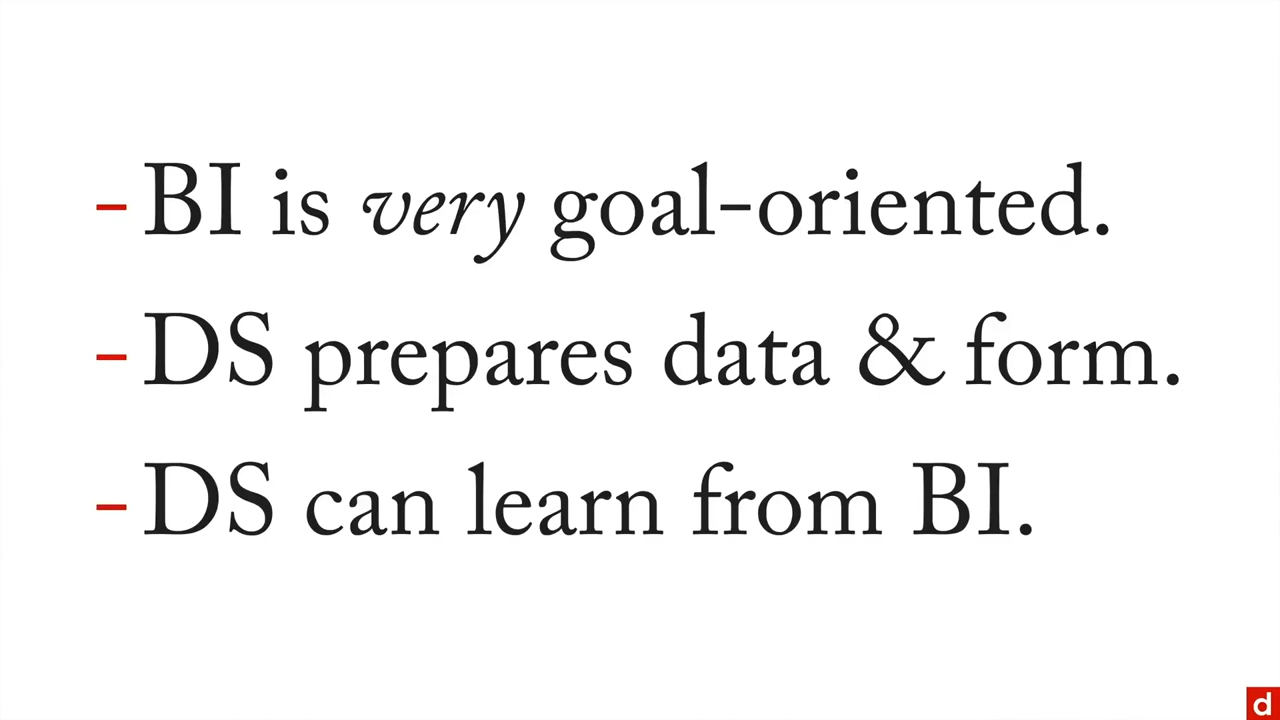 - BI is very goal-oriented.
- DS prepares data & form.
- DS can learn from BI.
d